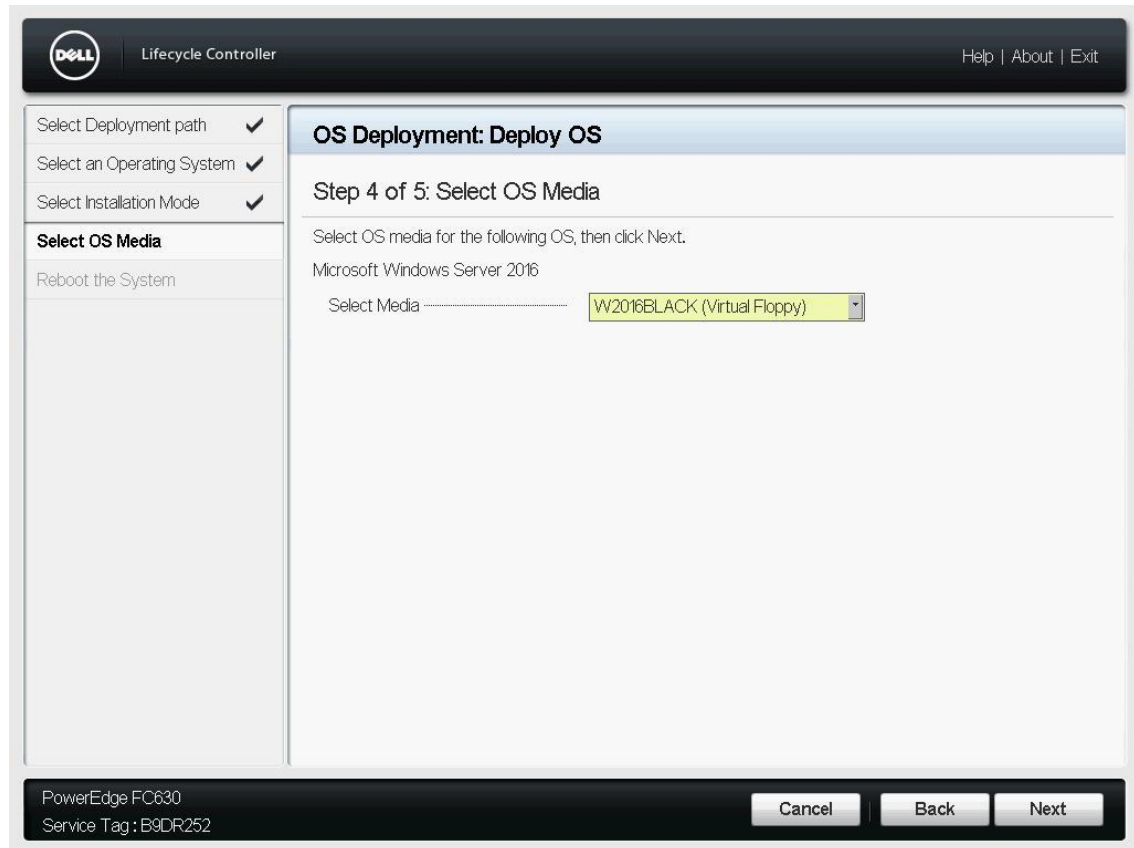 DELL Lifecycle Controller Help | About | Exit
Select Deployment path
Select an Operating System
Select Installation Mode
Select OS Media
Reboot the System
OS Deployment: Deploy OS
Step 4 of 5: Select OS Media
Select OS media for the following OS, then click Next.
Microsoft Windows Server 2016
Select Media W2016BLACK (Virtual Floppy)
PowerEdge FC630
Service Tag : B9DR252
Cancel | Back Next